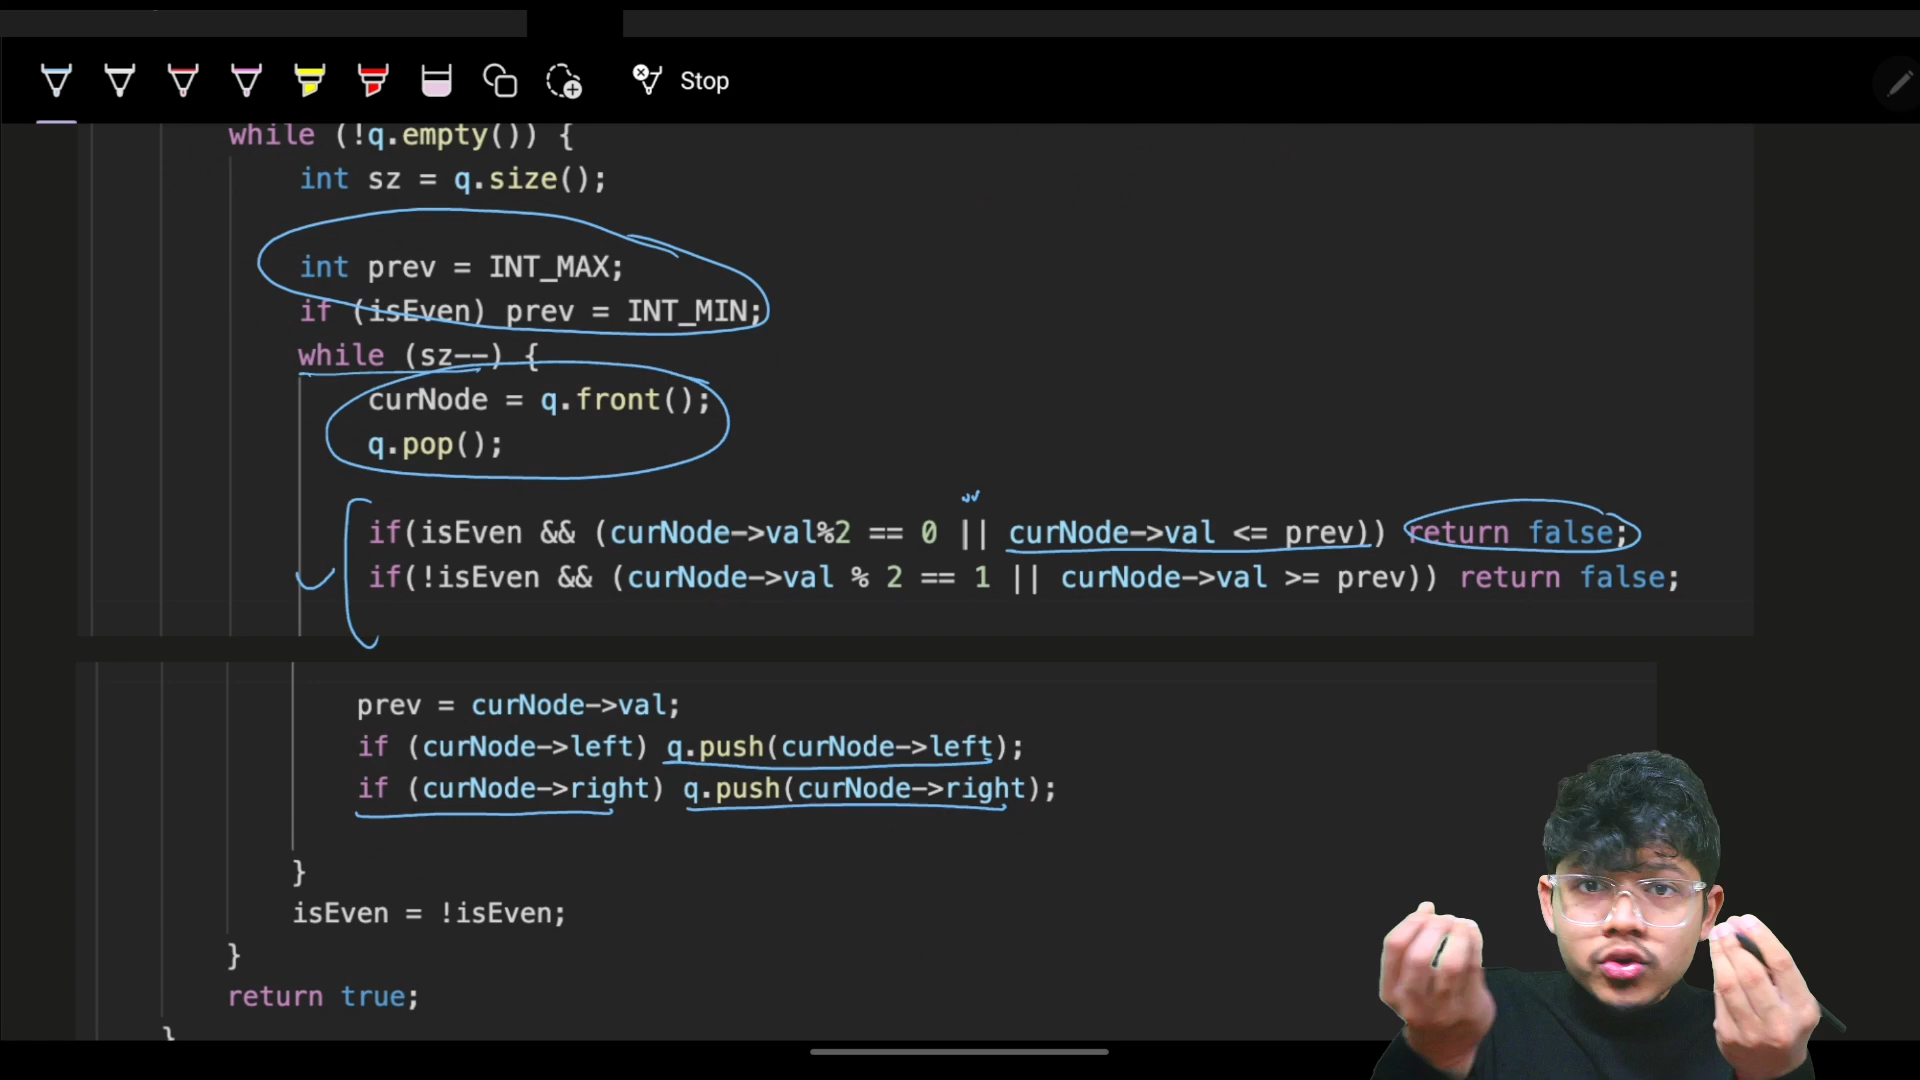 Stop
while (!q.empty()) {
int sz = q.size();
int prev = INT_MAX;
if (isEven) prev = INT_MIN;
while (sz--) {
curNode = q.front();
q.pop();
if(isEven && (curNode->val%2 == 0 || curNode->val <= prev)) return false;
if(!isEven && (curNode->val % 2 == 1 || curNode->val >= prev)) return false;
prev = curNode->val;
if (curNode->left) q.push(curNode->left);
if (curNode->right) q.push(curNode->right);
}
isEven = !isEven;
}
return true;
}